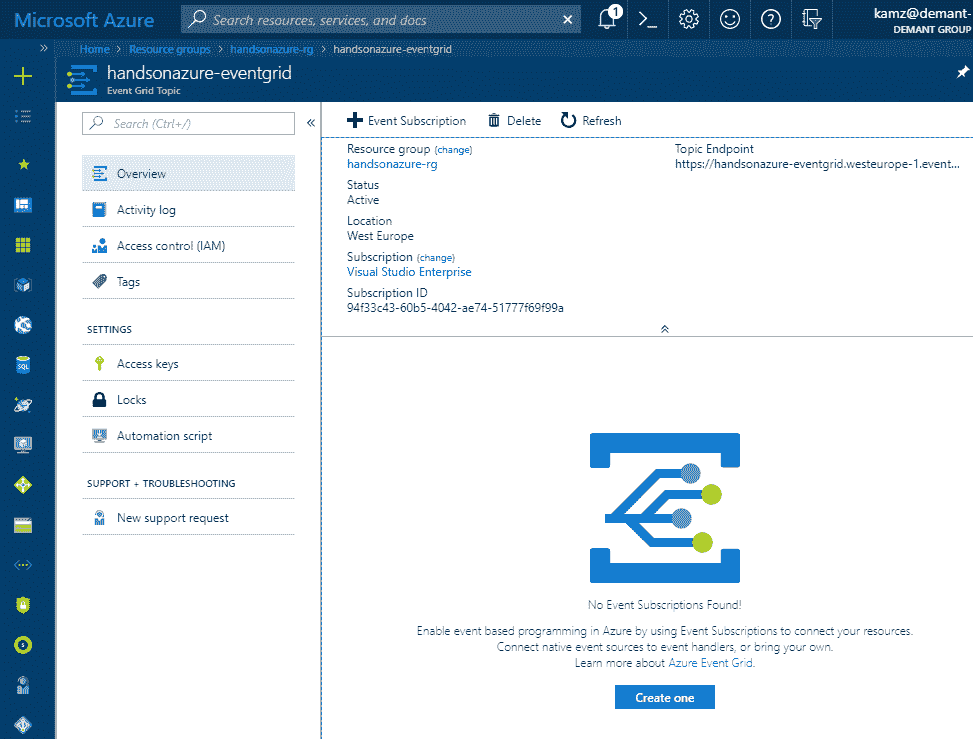 Microsoft Azure
Search resources, services, and docs
1
kamz@demant-
DEMANT GROUP
Home > Resource groups > handsonazure-rg > handsonazure-eventgrid
handsonazure-eventgrid
Event Grid Topic
Search (Ctrl+/)
Overview
Activity log
Access control (IAM)
Tags
SETTINGS
Access keys
Locks
Automation script
SUPPORT + TROUBLESHOOTING
New support request
Event Subscription
Delete
Refresh
Resource group (change)
handsonazure-rg
Status
Active
Location
West Europe
Subscription (change)
Visual Studio Enterprise
Subscription ID
94f33c43-60b5-4042-ae74-51777f69f99a
Topic Endpoint
https://handsonazure-eventgrid.westeurope-1.event...
No Event Subscriptions Found!
Enable event based programming in Azure by using Event Subscriptions to connect your resources.
Connect native event sources to event handlers, or bring your own.
Learn more about Azure Event Grid.
Create one
SQL